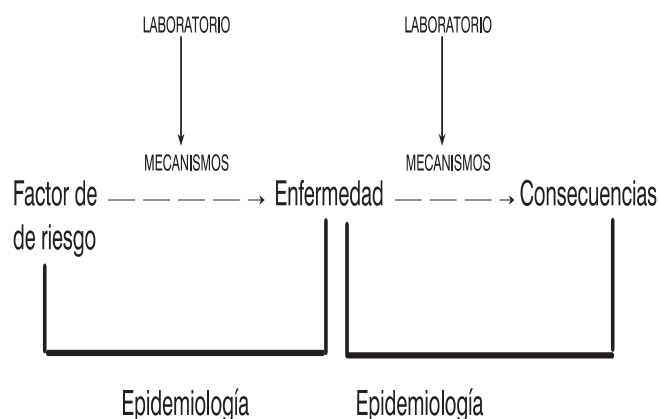 LABORATORIO LABORATORIO
MECANISMOS MECANISMOS
Factor de Enfermedad Consecuencias
de riesgo
Epidemiología Epidemiología